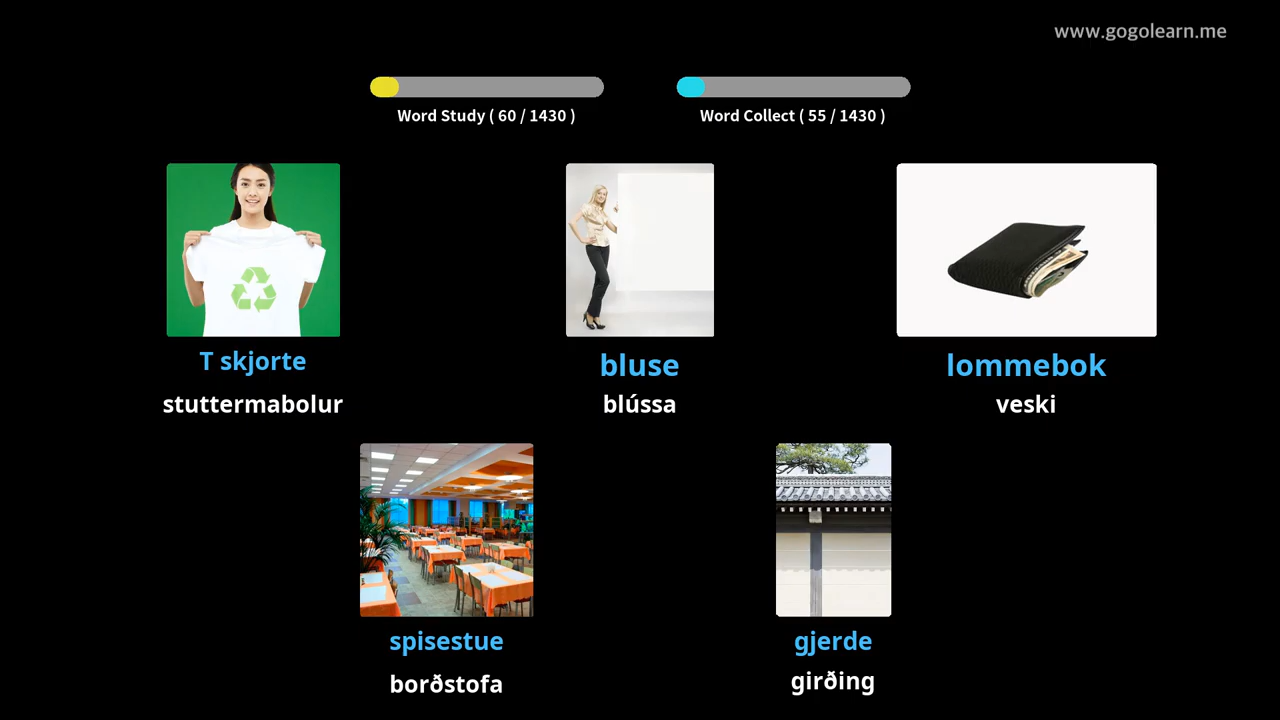 www.gogolearn.me
Word Study ( 60 / 1430 )
Word Collect ( 55 / 1430 )
T skjorte
stuttermabolur
bluse
blússa
lommebok
veski
spisestue
borðstofa
gjerde
girðing